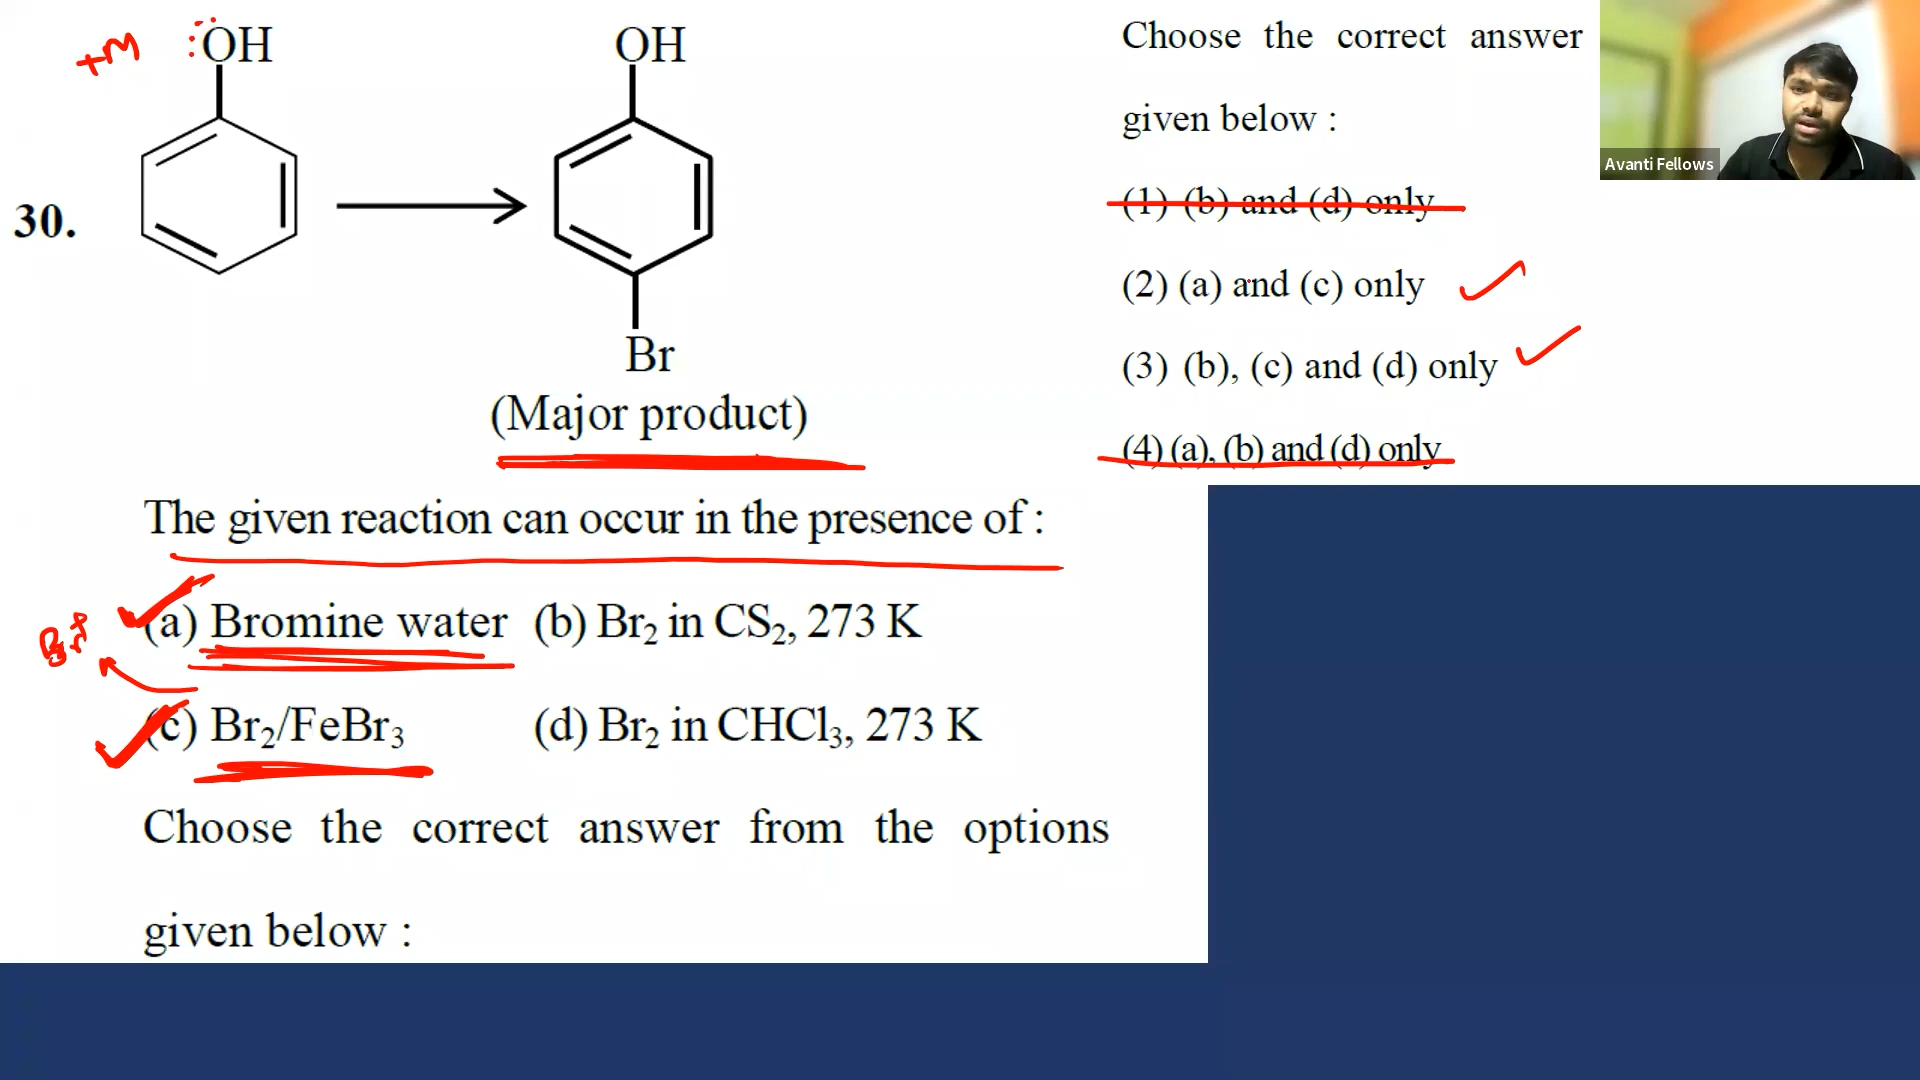 +M
:ÖH
OH
30.
Br
(Major product)
The given reaction can occur in the presence of :
(a) Bromine water (b) Br₂ in CS₂, 273 K
Br⁺
(c) Br₂/FeBr₃ (d) Br₂ in CHCl₃, 273 K
Choose the correct answer from the options
given below :
Choose the correct answer
given below :
(1) (b) and (d) only
(2) (a) and (c) only
(3) (b), (c) and (d) only
(4) (a), (b) and (d) only
Avanti Fellows